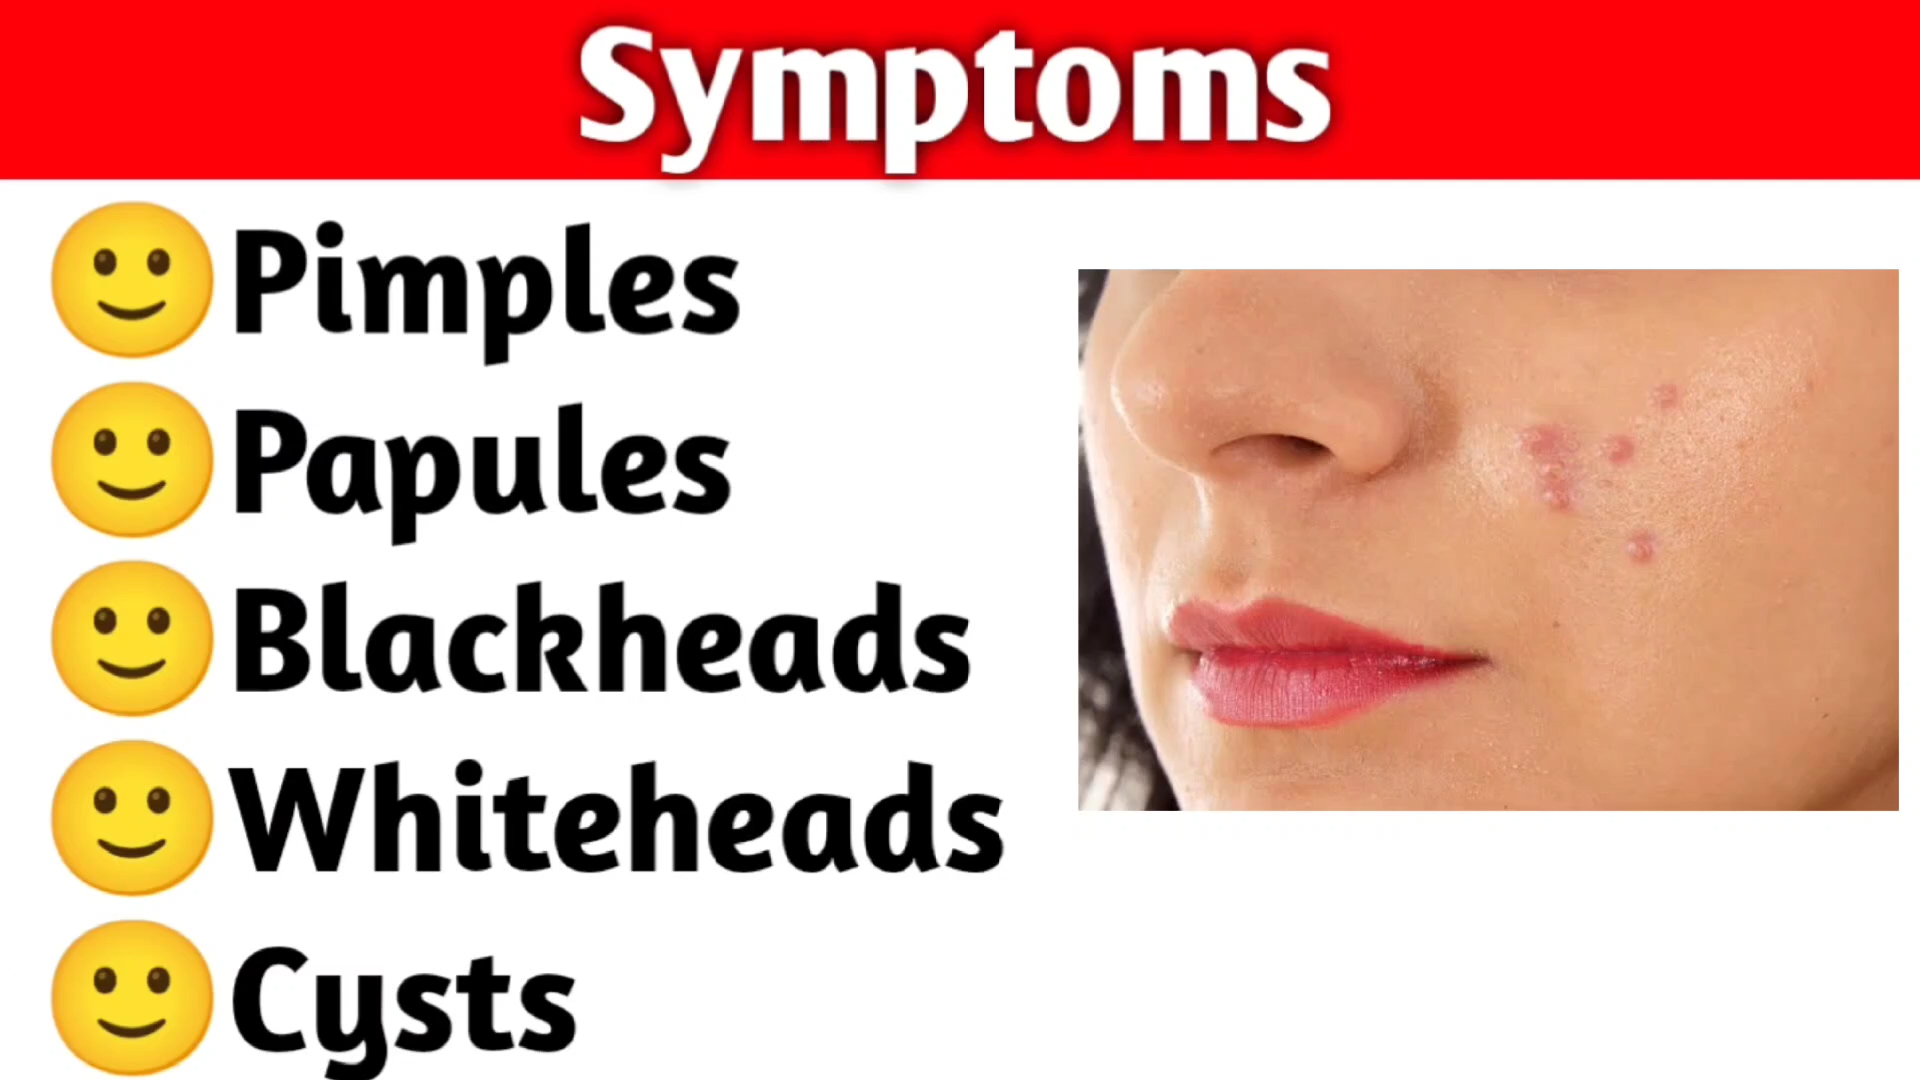 Symptoms
Pimples
Papules
Blackheads
Whiteheads
Cysts